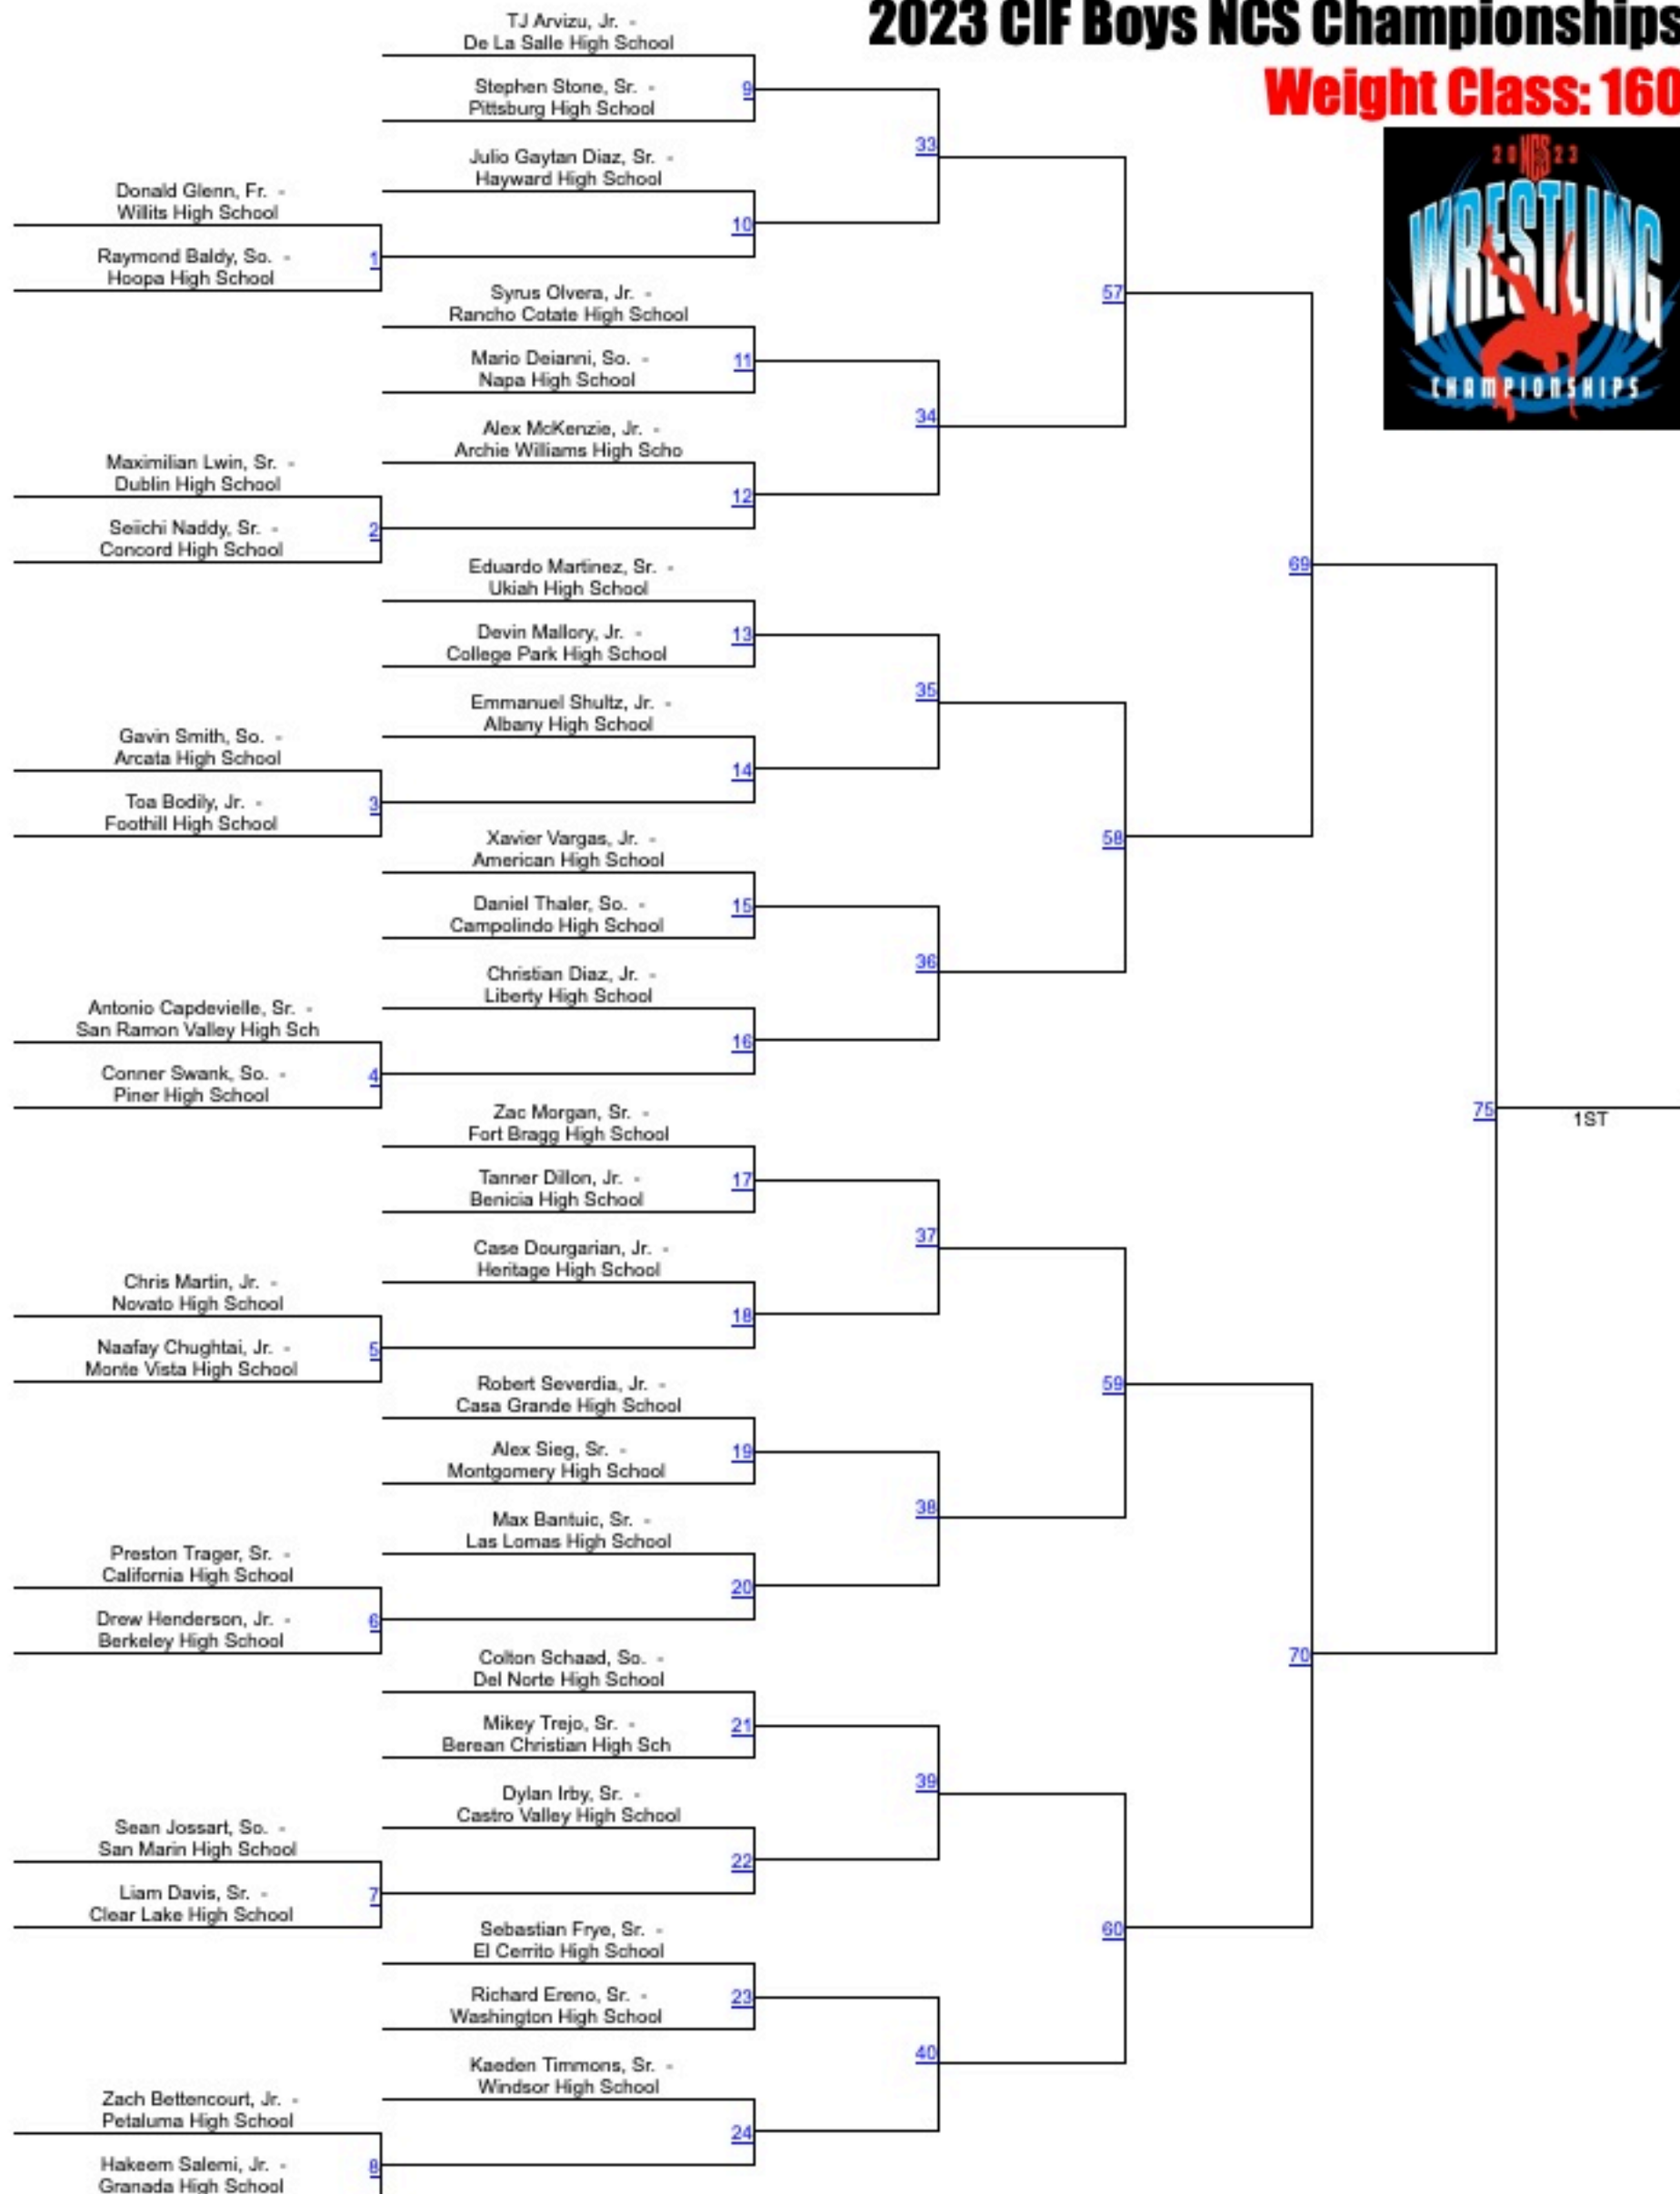 2023 CIF Boys NCS Championships
Weight Class: 160
2 0 NCS 2 3
WRESTLING
CHAMPIONSHIPS
TJ Arvizu, Jr. -
De La Salle High School
Stephen Stone, Sr. -
Pittsburg High School
9
Julio Gaytan Diaz, Sr. -
Hayward High School
33
Donald Glenn, Fr. -
Willits High School
10
Raymond Baldy, So. -
Hoopa High School
1
Syrus Olvera, Jr. -
Rancho Cotate High School
57
Mario Deianni, So. -
Napa High School
11
Alex McKenzie, Jr. -
Archie Williams High Scho
34
Maximilian Lwin, Sr. -
Dublin High School
12
Seiichi Naddy, Sr. -
Concord High School
2
Eduardo Martinez, Sr. -
Ukiah High School
69
Devin Mallory, Jr. -
College Park High School
13
Emmanuel Shultz, Jr. -
Albany High School
35
Gavin Smith, So. -
Arcata High School
14
Toa Bodily, Jr. -
Foothill High School
3
Xavier Vargas, Jr. -
American High School
58
Daniel Thaler, So. -
Campolindo High School
15
Christian Diaz, Jr. -
Liberty High School
36
Antonio Capdevielle, Sr. -
San Ramon Valley High Sch
16
Conner Swank, So. -
Piner High School
4
Zac Morgan, Sr. -
Fort Bragg High School
75
1ST
Tanner Dillon, Jr. -
Benicia High School
17
Case Dourgarian, Jr. -
Heritage High School
37
Chris Martin, Jr. -
Novato High School
18
Naafay Chughtai, Jr. -
Monte Vista High School
5
Robert Severdia, Jr. -
Casa Grande High School
59
Alex Sieg, Sr. -
Montgomery High School
19
Max Bantuic, Sr. -
Las Lomas High School
38
Preston Trager, Sr. -
California High School
20
Drew Henderson, Jr. -
Berkeley High School
6
Colton Schaad, So. -
Del Norte High School
70
Mikey Trejo, Sr. -
Berean Christian High Sch
21
Dylan Irby, Sr. -
Castro Valley High School
39
Sean Jossart, So. -
San Marin High School
22
Liam Davis, Sr. -
Clear Lake High School
7
Sebastian Frye, Sr. -
El Cerrito High School
60
Richard Ereno, Sr. -
Washington High School
23
Kaeden Timmons, Sr. -
Windsor High School
40
Zach Bettencourt, Jr. -
Petaluma High School
24
Hakeem Salemi, Jr. -
Granada High School
8